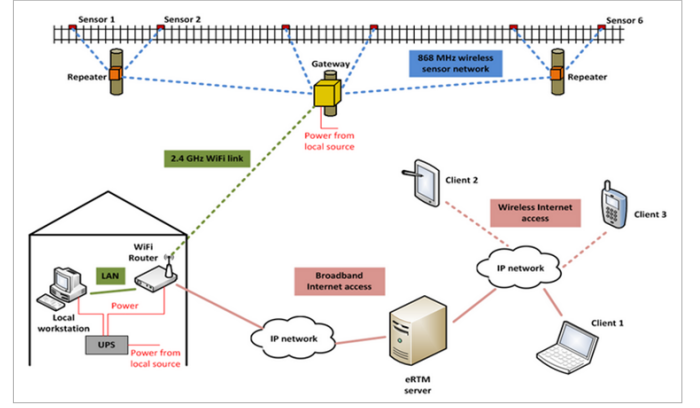 Sensor 1
Sensor 2
Sensor 6
Repeater
Gateway
868 MHz wireless
sensor network
Repeater
Power from
local source
2.4 GHz WiFi link
Client 2
Wireless Internet
access
Client 3
WiFi
Router
LAN
IP network
Broadband
Internet access
Power
Local
workstation
Client 1
UPS
IP network
Power from
local source
eRTM
server